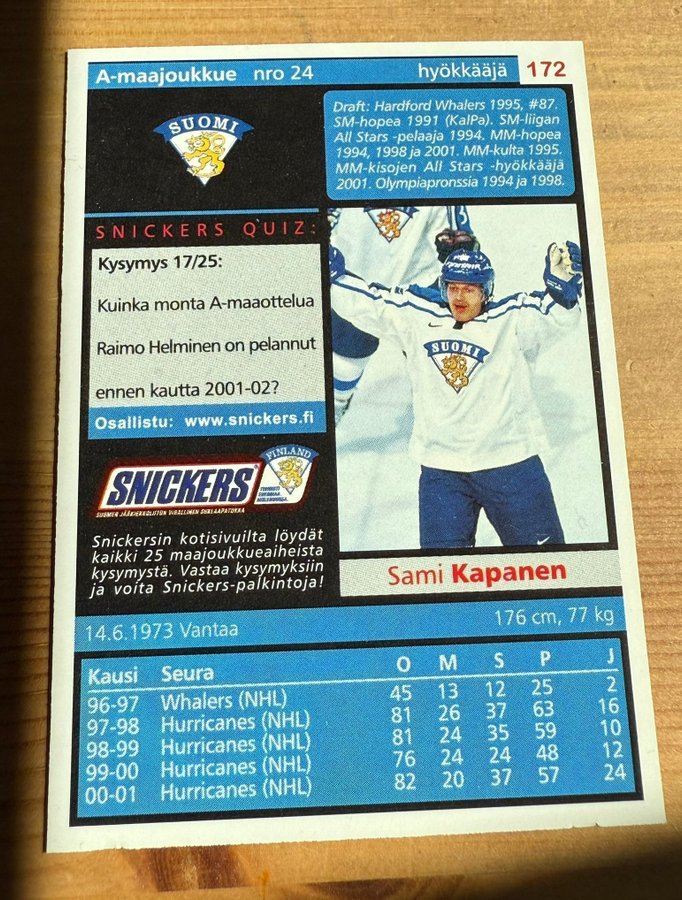 A-maajoukkue nro 24 hyökkääjä 172
Draft: Hardford Whalers 1995, #87.
SM-hopea 1991 (KalPa). SM-liigan
All Stars -pelaaja 1994. MM-hopea
1994, 1998 ja 2001. MM-kulta 1995.
MM-kisojen All Stars -hyökkääjä
2001. Olympiapronssia 1994 ja 1998.
SUOMI
SNICKERS QUIZ:
Kysymys 17/25:
Kuinka monta A-maaottelua
Raimo Helminen on pelannut
ennen kautta 2001-02?
Osallistu: www.snickers.fi
SUOMI
FINLAND
SNICKERS
SUOMEN JÄÄKIEKKOLIITON VIRALLINEN SUKLAAPATUKKA
Snickersin kotisivuilta löydät
kaikki 25 maajoukkueaiheista
kysymystä. Vastaa kysymyksiin
ja voita Snickers-palkintoja!
Sami Kapanen
14.6.1973 Vantaa 176 cm, 77 kg
Kausi Seura O M S P J
96-97 Whalers (NHL) 45 13 12 25 2
97-98 Hurricanes (NHL) 81 26 37 63 16
98-99 Hurricanes (NHL) 81 24 35 59 10
99-00 Hurricanes (NHL) 76 24 24 48 12
00-01 Hurricanes (NHL) 82 20 37 57 24